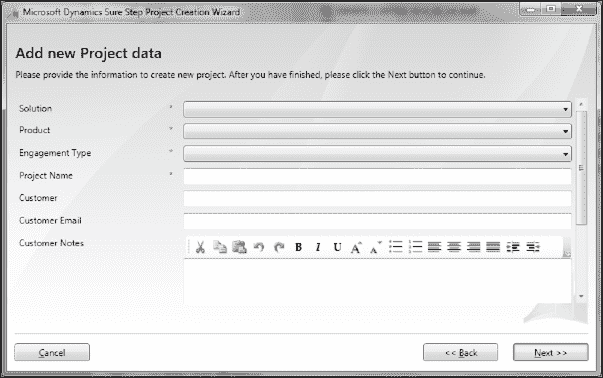 Microsoft Dynamics Sure Step Project Creation Wizard
Add new Project data
Please provide the information to create new project. After you have finished, please click the Next button to continue.
Solution *
Product *
Engagement Type *
Project Name *
Customer
Customer Email
Customer Notes
B I U A A
Cancel
<< Back
Next >>